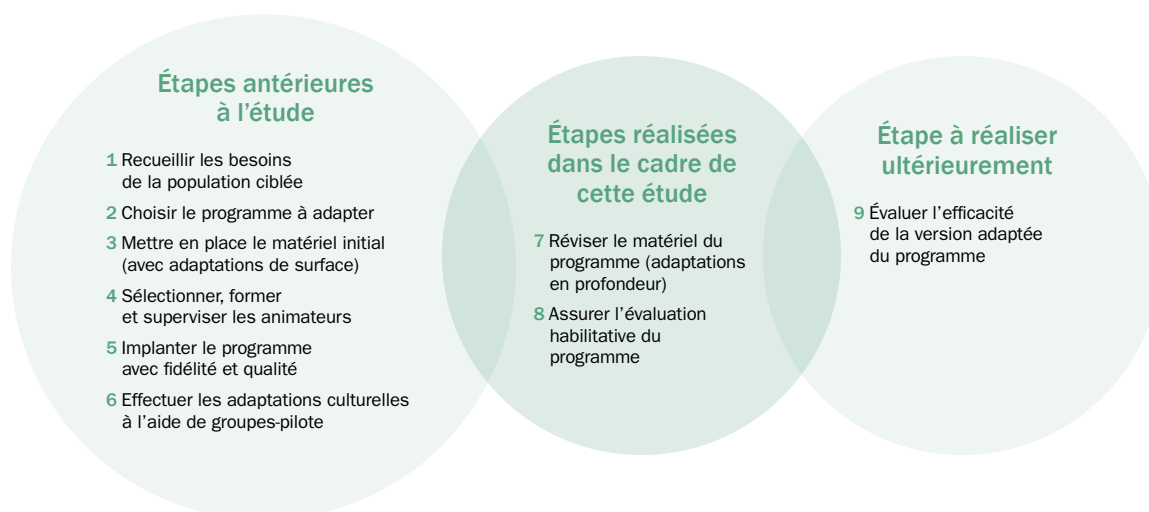 Étapes antérieures
à l’étude
1 Recueillir les besoins
de la population ciblée
2 Choisir le programme à adapter
3 Mettre en place le matériel initial
(avec adaptations de surface)
4 Sélectionner, former
et superviser les animateurs
5 Implanter le programme
avec fidélité et qualité
6 Effectuer les adaptations culturelles
à l’aide de groupes-pilote
Étapes réalisées
dans le cadre de
cette étude
7 Réviser le matériel du
programme (adaptations
en profondeur)
8 Assurer l’évaluation
habilitative du
programme
Étape à réaliser
ultérieurement
9 Évaluer l’efficacité
de la version adaptée
du programme